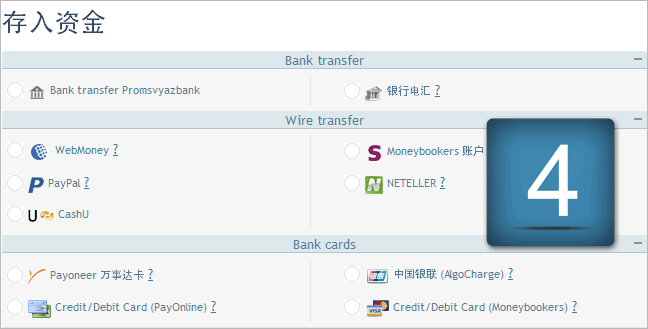 存入资金
Bank transfer
Bank transfer Promsvyazbank
银行电汇 ?
Wire transfer
WebMoney ?
Moneybookers 账户
PayPal ?
NETELLER ?
CashU
4
Bank cards
Payoneer 万事达卡 ?
中国银联 (AlgoCharge) ?
Credit/Debit Card (PayOnline) ?
Credit/Debit Card (Moneybookers) ?